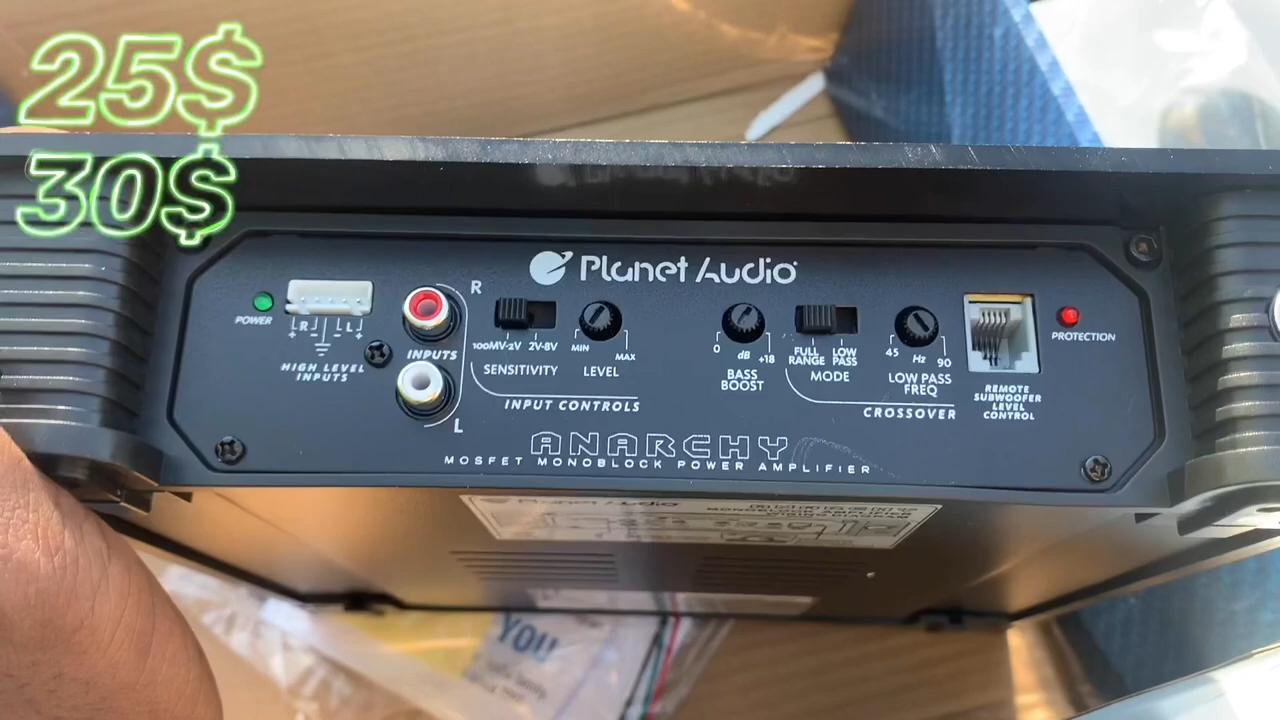 25$
30$
Planet Audio
R
POWER
+ R - - L +
HIGH LEVEL
INPUTS
INPUTS
L
100MV-2V 2V-8V
SENSITIVITY
MIN MAX
LEVEL
INPUT CONTROLS
0 dB +18
BASS
BOOST
FULL
RANGE
LOW
PASS
MODE
45 Hz 90
LOW PASS
FREQ
CROSSOVER
REMOTE
SUBWOOFER
LEVEL
CONTROL
PROTECTION
ANARCHY
MOSFET MONOBLOCK POWER AMPLIFIER
Planet Audio
YOU